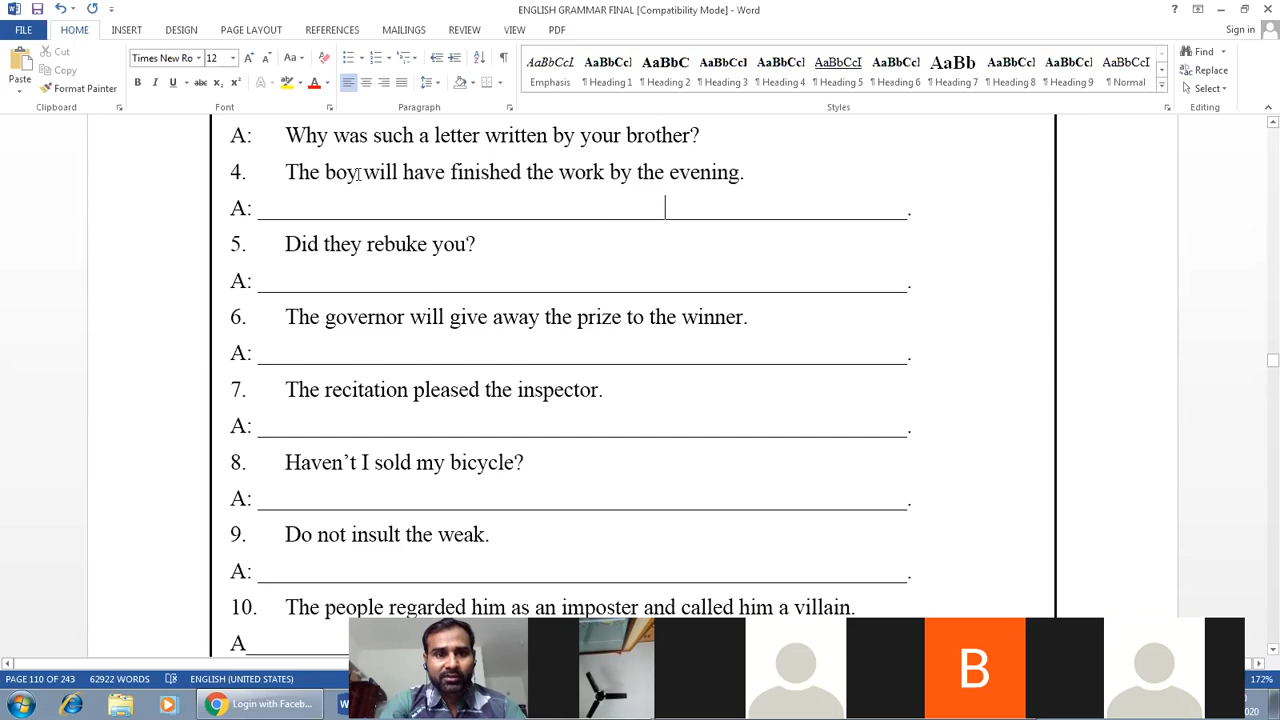 ENGLISH GRAMMAR FINAL [Compatibility Mode] - Word
FILE HOME INSERT DESIGN PAGE LAYOUT REFERENCES MAILINGS REVIEW VIEW PDF Sign in
Paste Cut Copy Format Painter Clipboard
Times New Ro 12 Font
Paragraph
AaBbCcI AaBbCc AaBbC AaBbCc AaBbCcI AaBbCcI AaBbCc AaBb AaBbCc AaBbCcI AaBbCcI
Emphasis ¶ Heading 1 ¶ Heading 2 ¶ Heading 3 ¶ Heading 4 ¶ Heading 5 ¶ Heading 6 ¶ Heading 7 ¶ Heading 8 ¶ Heading 9 ¶ Normal
Styles
Find Replace Select Editing
A: Why was such a letter written by your brother?
4. The boy will have finished the work by the evening.
A: .
5. Did they rebuke you?
A: .
6. The governor will give away the prize to the winner.
A: .
7. The recitation pleased the inspector.
A: .
8. Haven’t I sold my bicycle?
A: .
9. Do not insult the weak.
A: .
10. The people regarded him as an imposter and called him a villain.
A
B
PAGE 110 OF 243 62922 WORDS ENGLISH (UNITED STATES) 172%
Login with Faceb...